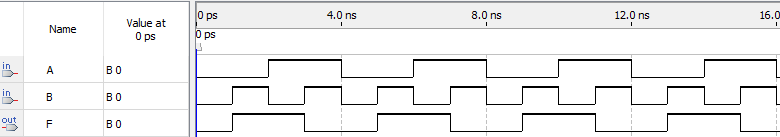 Name Value at 0 ps 0 ps 4.0 ns 8.0 ns 12.0 ns 16.0
0 ps
in A B 0
in B B 0
out F B 0